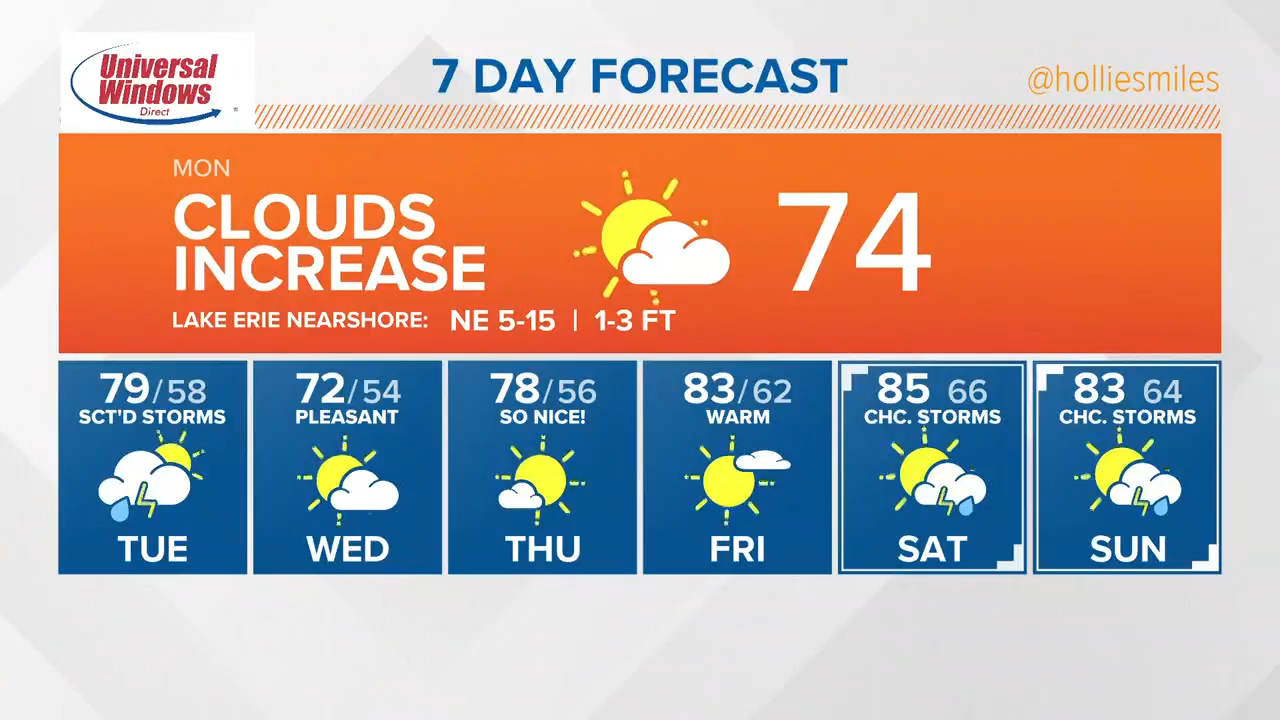 Universal
Windows
Direct
7 DAY FORECAST
@holliesmiles
MON
CLOUDS
INCREASE
74
LAKE ERIE NEARSHORE: NE 5-15 | 1-3 FT
79/58
SCT'D STORMS
TUE
72/54
PLEASANT
WED
78/56
SO NICE!
THU
83/62
WARM
FRI
85 66
CHC. STORMS
SAT
83 64
CHC. STORMS
SUN